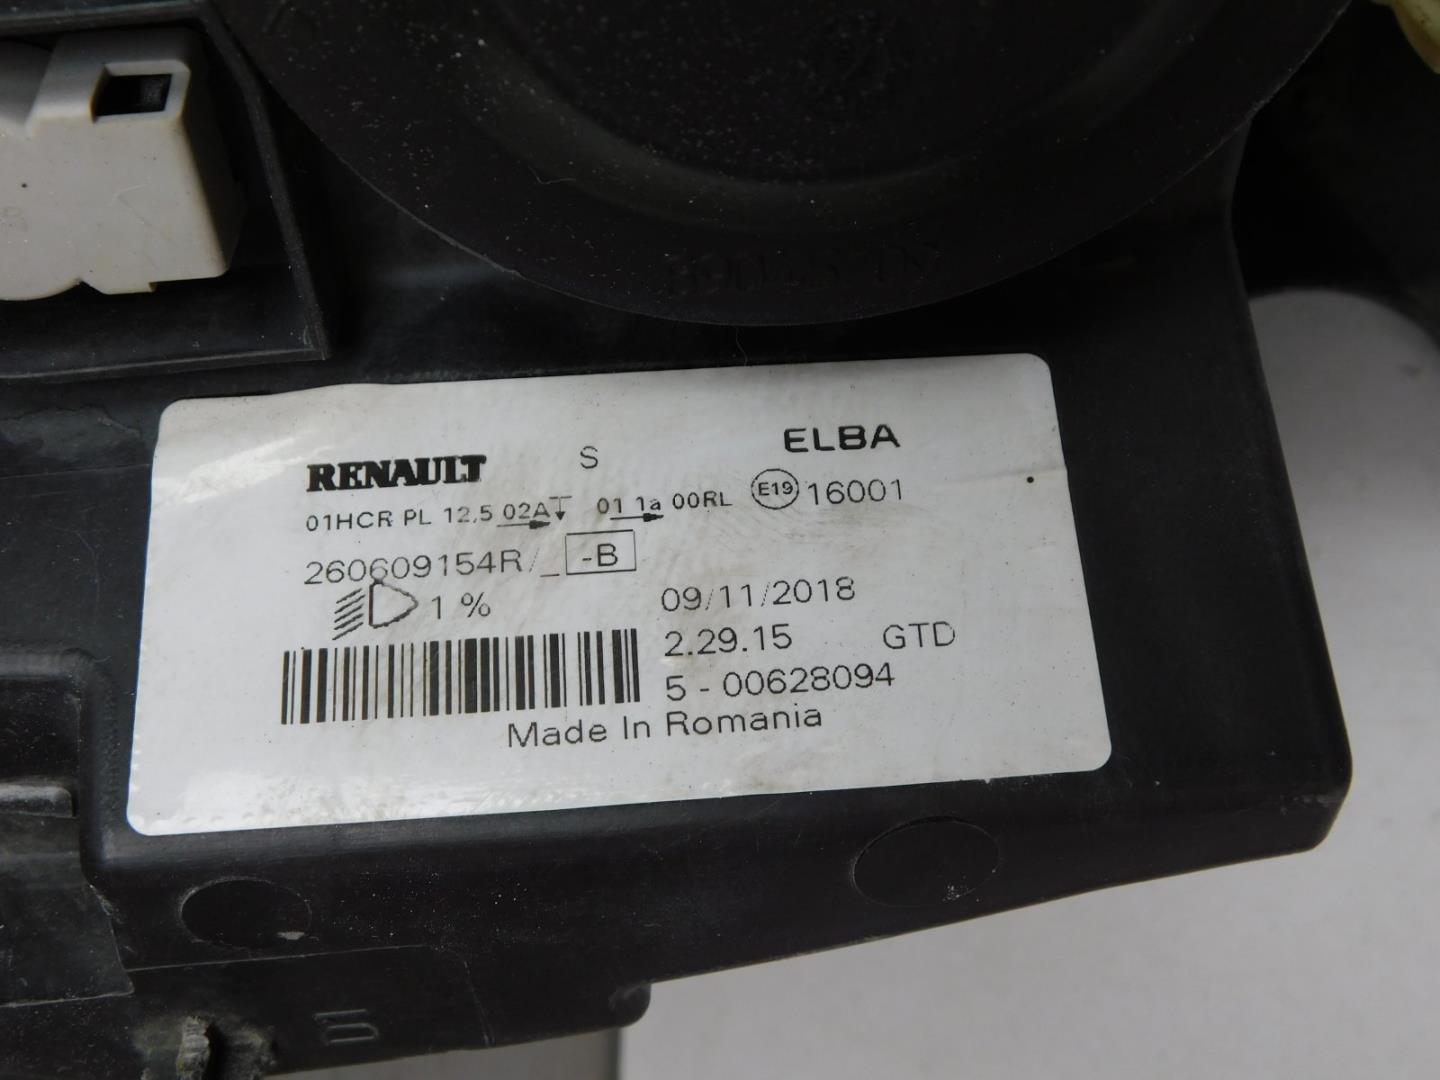 RENAULT S ELBA
01HCR PL 12,5 02A 01 1a 00RL E19 16001
260609154R/_ -B
1 % 09/11/2018
2.29.15 GTD
5 - 00628094
Made In Romania
D1